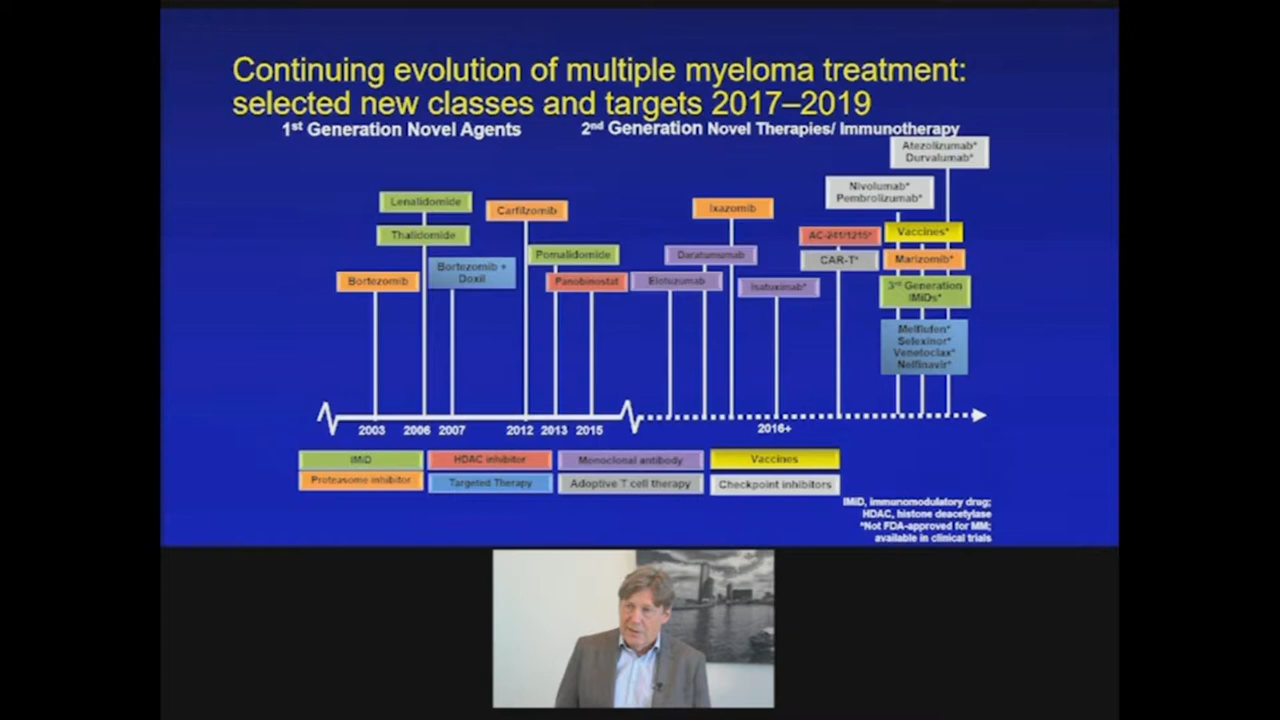 Continuing evolution of multiple myeloma treatment:
selected new classes and targets 2017–2019
1st Generation Novel Agents
2nd Generation Novel Therapies/ Immunotherapy
Atezolizumab*
Durvalumab*
Nivolumab*
Pembrolizumab*
Lenalidomide
Carfilzomib
Ixazomib
Thalidomide
AC-241/1215*
Vaccines*
Pomalidomide
Daratumumab
CAR-T*
Marizomib*
Bortezomib
Bortezomib +
Doxil
Panobinostat
Elotuzumab
Isatuximab*
3rd Generation
IMiDs*
Melflufen*
Selexinor*
Venetoclax*
Nelfinavir*
2003
2006
2007
2012
2013
2015
2016+
IMiD
HDAC inhibitor
Monoclonal antibody
Vaccines
Proteasome inhibitor
Targeted Therapy
Adoptive T cell therapy
Checkpoint inhibitors
IMiD, immunomodulatory drug;
HDAC, histone deacetylase
*Not FDA-approved for MM;
available in clinical trials